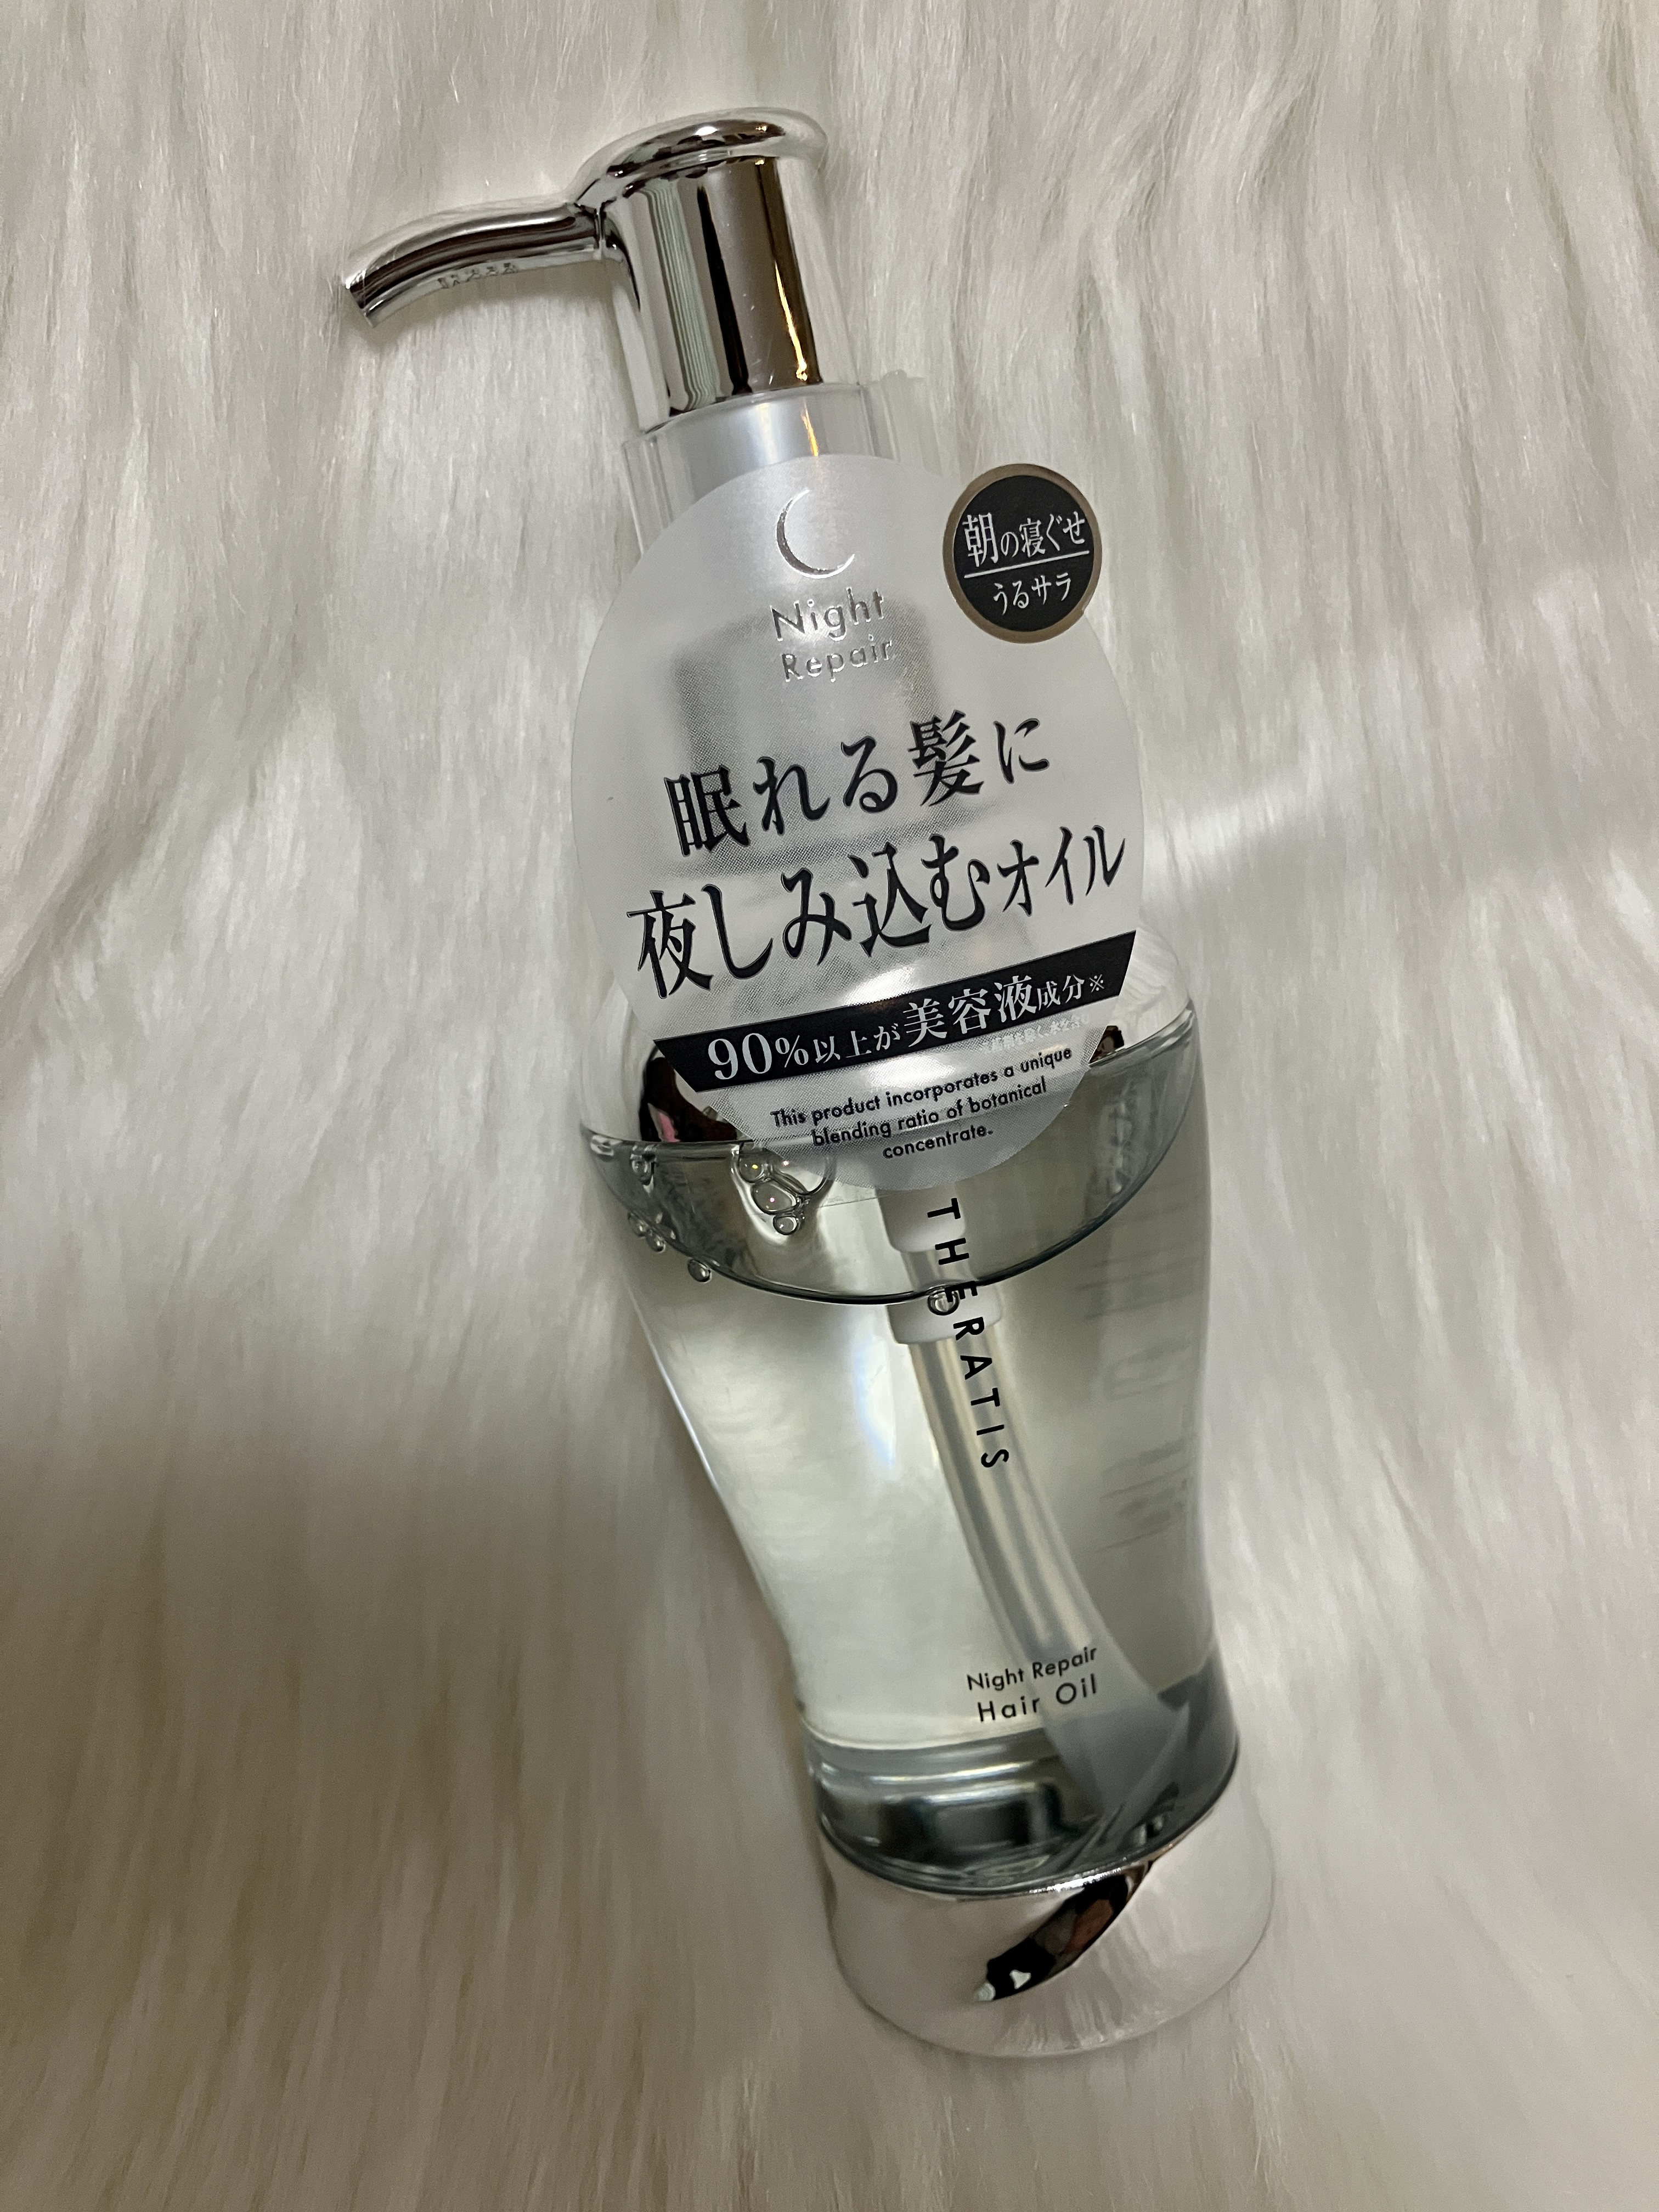 Night
Repair
朝の寝ぐせ
うるサラ
眠れる髪に
夜しみ込むオイル
90%以上が美容液成分※
This product incorporates a unique
blending ratio of botanical
concentrate.
THERATIS
Night Repair
Hair Oil